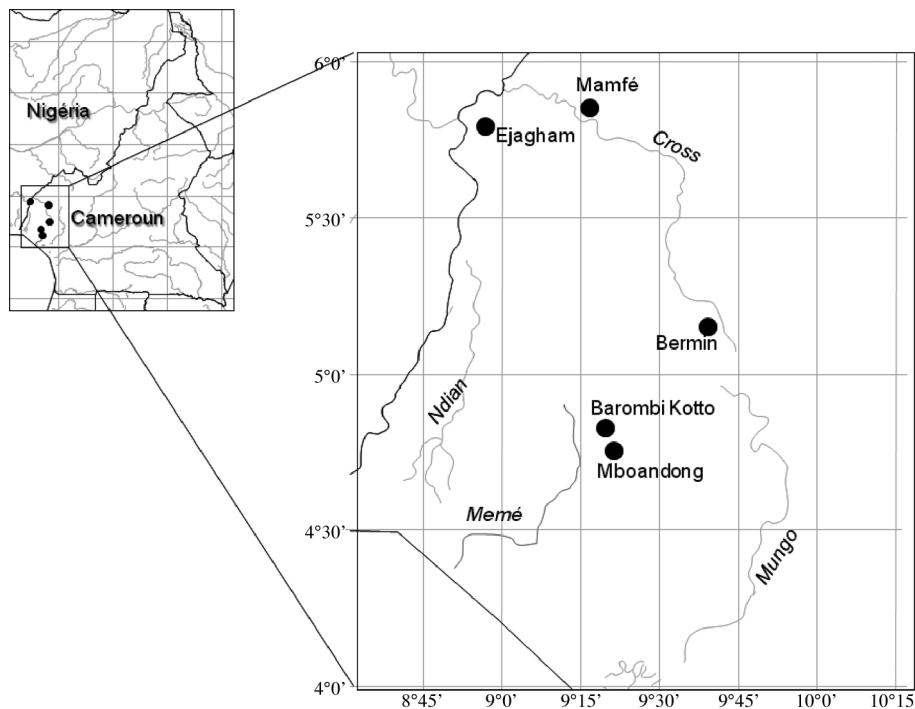 Nigéria
Cameroun
6°0’
Mamfé
Ejagham
Cross
5°30’
Bermin
5°0’
Ndian
Barombi Kotto
Mboandong
Memé
4°30’
Mungo
4°0’
8°45’ 9°0’ 9°15’ 9°30’ 9°45’ 10°0’ 10°15’